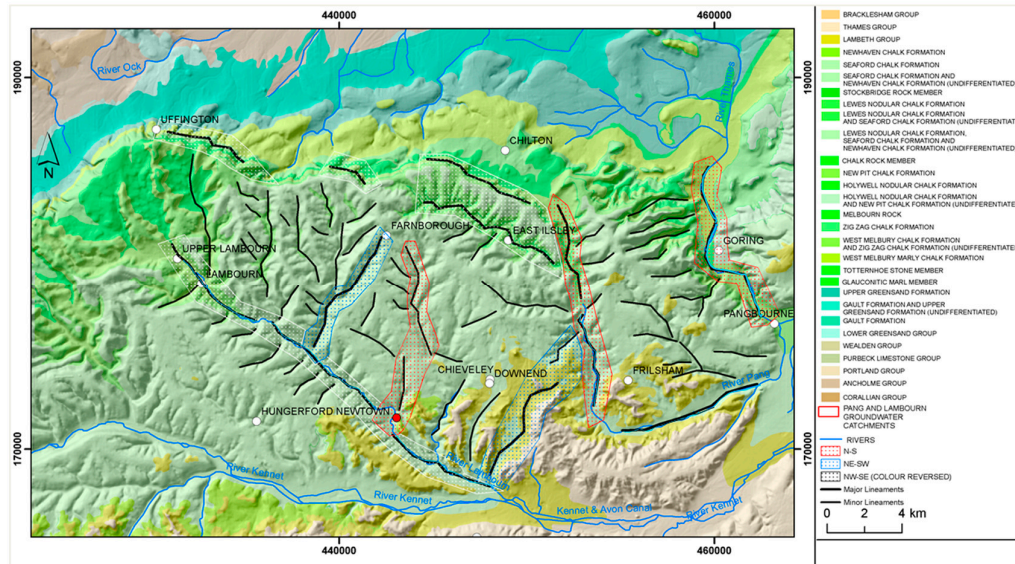 440000
460000
190000
190000
River Ock
River Thames
UFFINGTON
CHILTON
N
FARNBOROUGH
EAST ILSLEY
UPPER LAMBOURN
GORING
LAMBOURN
PANGBOURNE
CHIEVELEY
DOWNEND
FRILSHAM
River Pang
HUNGERFORD NEWTOWN
170000
170000
River Lambourn
River Kennet
River Kennet
Kennet & Avon Canal
River Kennet
440000
460000
BRACKLESHAM GROUP
THAMES GROUP
LAMBETH GROUP
NEWHAVEN CHALK FORMATION
SEAFORD CHALK FORMATION
SEAFORD CHALK FORMATION AND
NEWHAVEN CHALK FORMATION (UNDIFFERENTIATE
STOCKBRIDGE ROCK MEMBER
LEWES NODULAR CHALK FORMATION
LEWES NODULAR CHALK FORMATION
AND SEAFORD CHALK FORMATION (UNDIFFERENTIAT
LEWES NODULAR CHALK FORMATION,
SEAFORD CHALK FORMATION AND
NEWHAVEN CHALK FORMATION (UNDIFFERENTIATE
CHALK ROCK MEMBER
NEW PIT CHALK FORMATION
HOLYWELL NODULAR CHALK FORMATION
HOLYWELL NODULAR CHALK FORMATION
AND NEW PIT CHALK FORMATION (UNDIFFERENTIATE
MELBOURN ROCK
ZIG ZAG CHALK FORMATION
WEST MELBURY CHALK FORMATION
AND ZIG ZAG CHALK FORMATION (UNDIFFERENTIATE
WEST MELBURY MARLY CHALK FORMATION
TOTTERNHOE STONE MEMBER
GLAUCONITIC MARL MEMBER
UPPER GREENSAND FORMATION
GAULT FORMATION AND UPPER
GREENSAND FORMATION (UNDIFFERENTIATED)
GAULT FORMATION
LOWER GREENSAND GROUP
WEALDEN GROUP
PURBECK LIMESTONE GROUP
PORTLAND GROUP
ANCHOLME GROUP
CORALLIAN GROUP
PANG AND LAMBOURN
GROUNDWATER
CATCHMENTS
RIVERS
N-S
NE-SW
NW-SE (COLOUR REVERSED)
Major Lineaments
Minor Lineaments
0 2 4 km